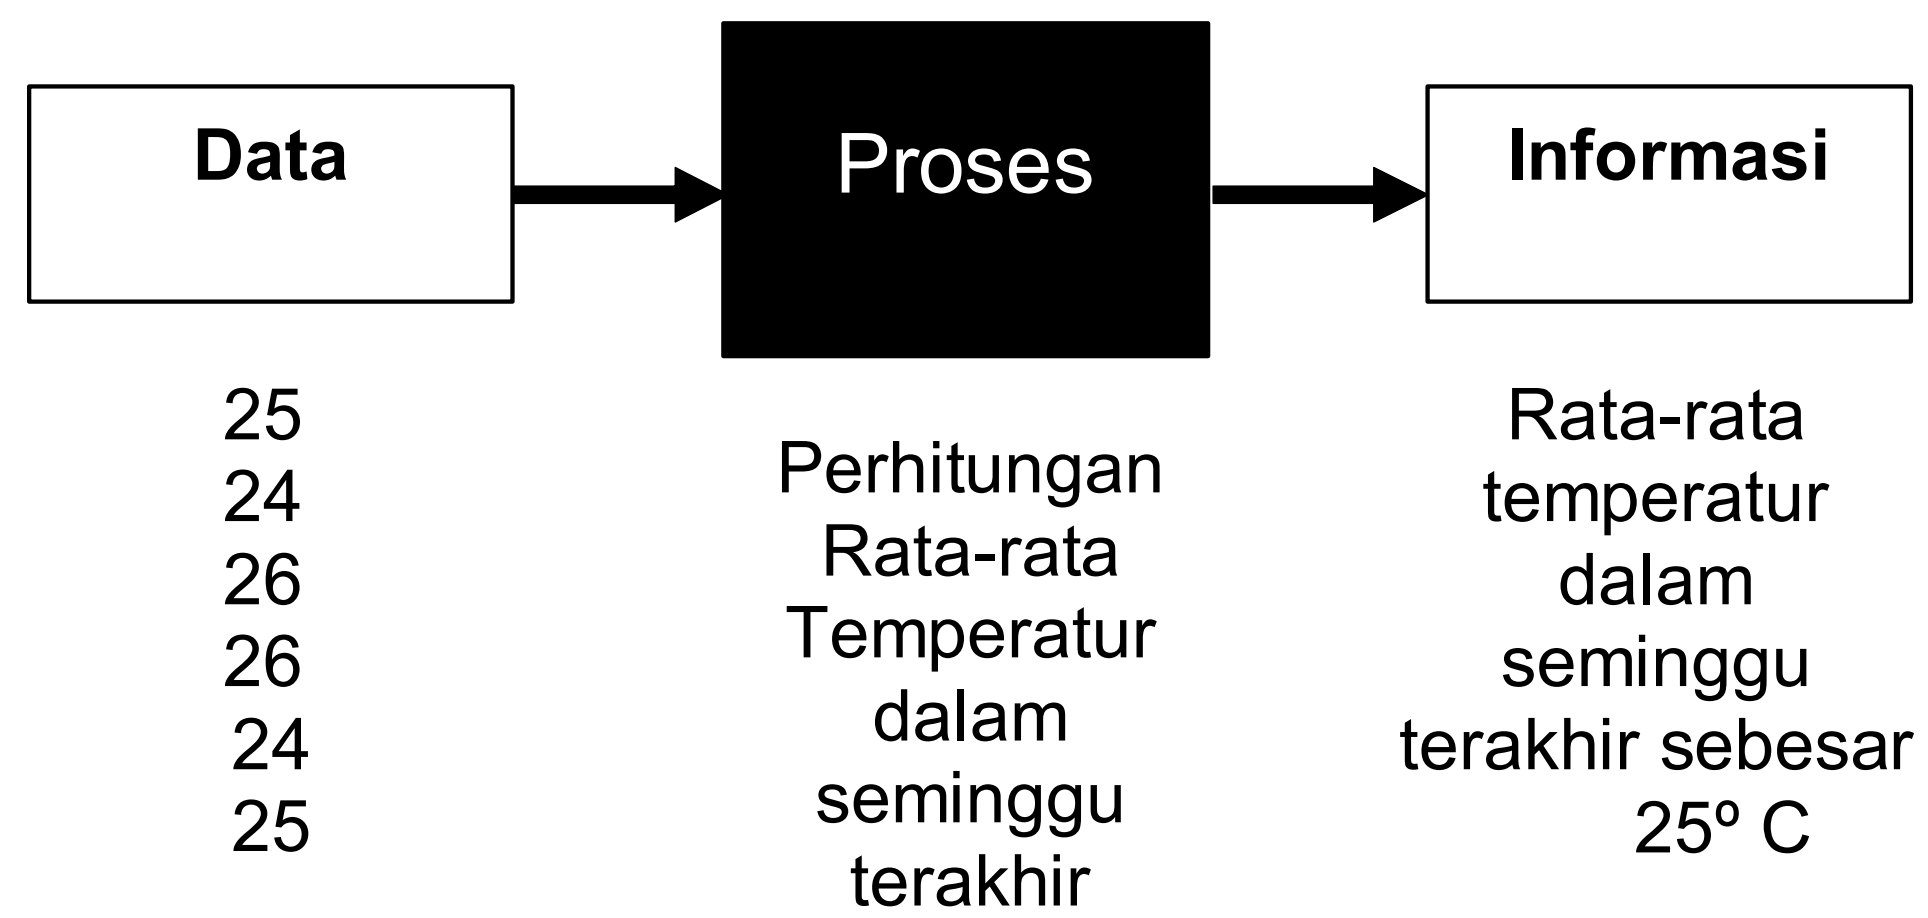 Data
25
24
26
26
24
25
Proses
Perhitungan
Rata-rata
Temperatur
dalam
seminggu
terakhir
Informasi
Rata-rata
temperatur
dalam
seminggu
terakhir sebesar
25º C